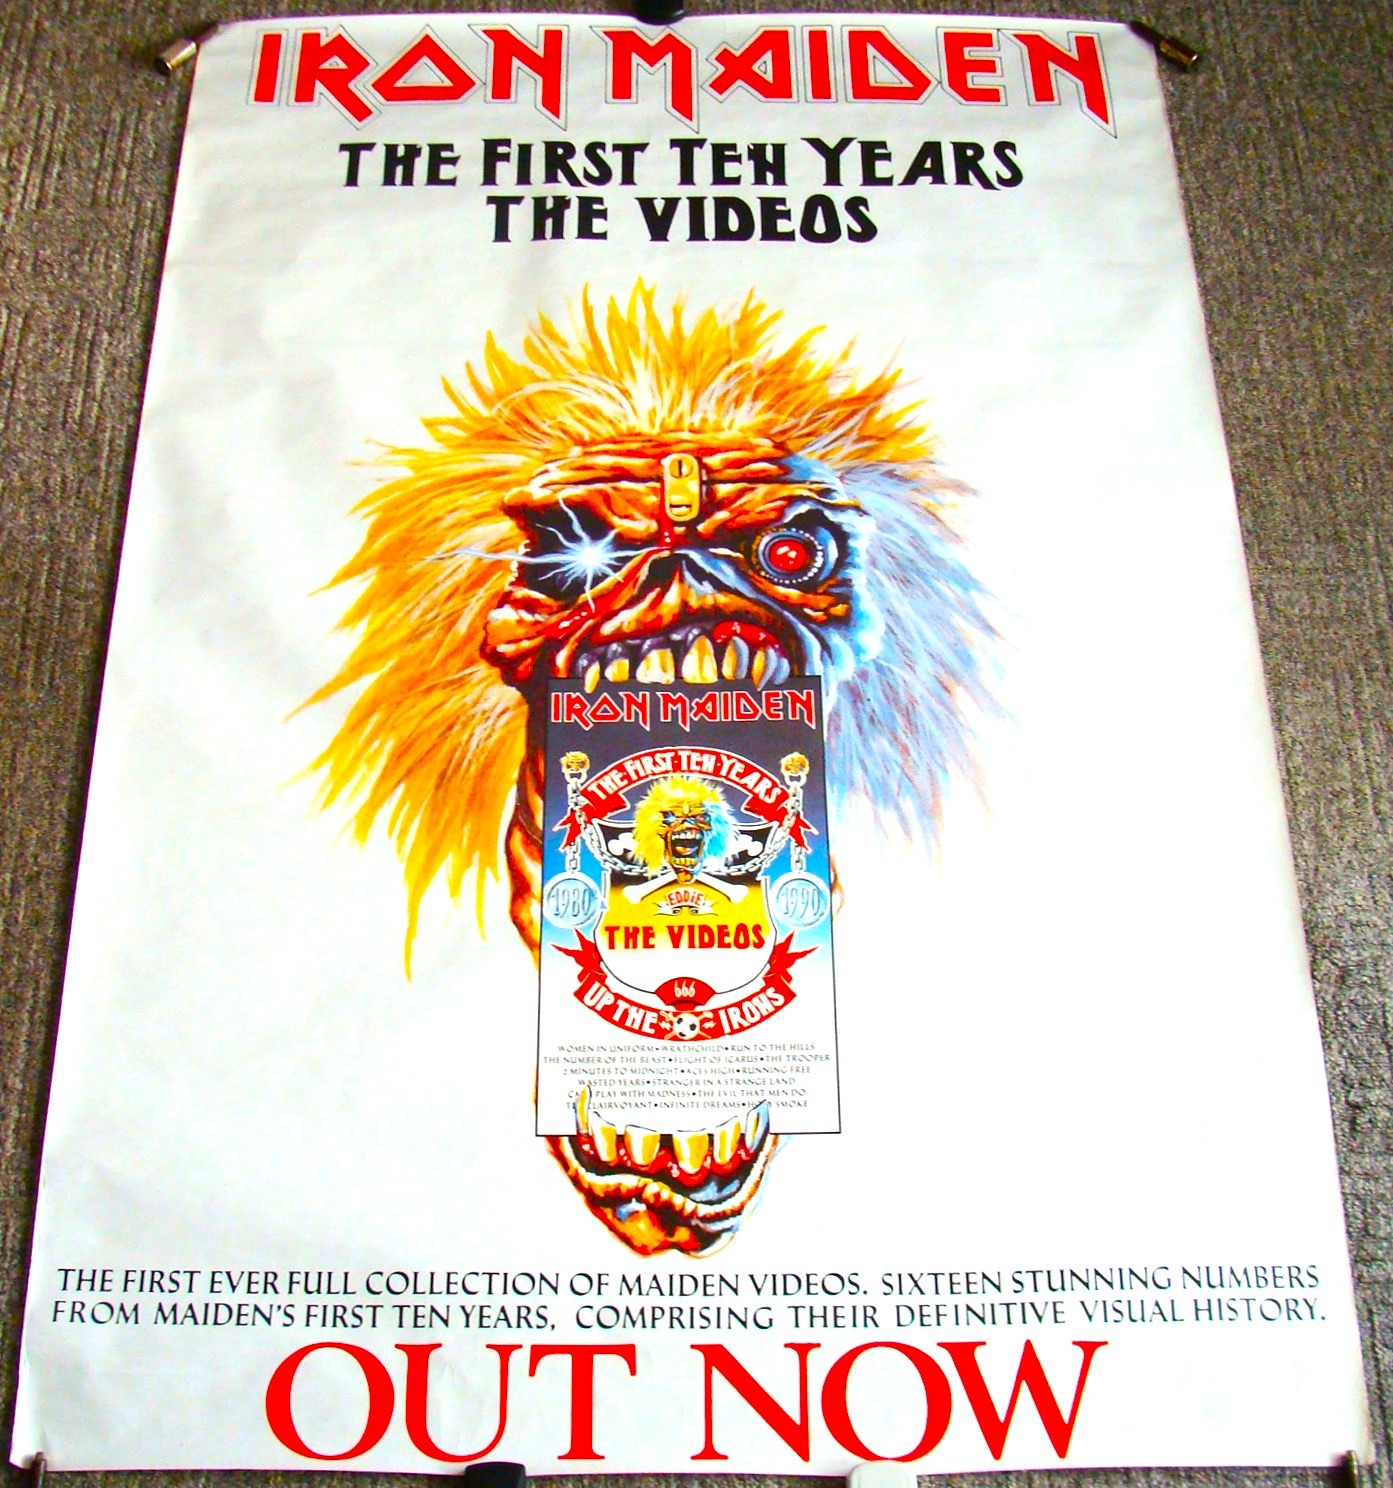 IRON MAIDEN
THE FIRST TEN YEARS
THE VIDEOS
IRON MAIDEN
THE·FIRST·TEN·YEARS
1980
1990
EDDIE
THE VIDEOS
666
UP THE IRONS
WOMEN IN UNIFORM•WRATHCHILD•RUN TO THE HILLS
THE NUMBER OF THE BEAST•FLIGHT OF ICARUS•THE TROOPER
2 MINUTES TO MIDNIGHT•ACES HIGH•RUNNING FREE
WASTED YEARS•STRANGER IN A STRANGE LAND
PLAY WITH MADNESS•THE EVIL THAT MEN DO
CLAIRVOYANT•INFINITE DREAMS•HOLY SMOKE
THE FIRST EVER FULL COLLECTION OF MAIDEN VIDEOS. SIXTEEN STUNNING NUMBERS
FROM MAIDEN'S FIRST TEN YEARS, COMPRISING THEIR DEFINITIVE VISUAL HISTORY.
OUT NOW